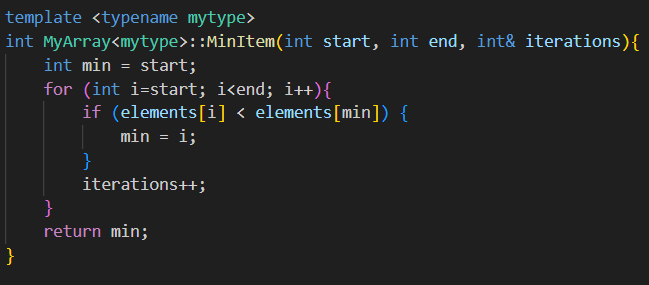 template <typename mytype>
int MyArray<mytype>::MinItem(int start, int end, int& iterations){
    int min = start;
    for (int i=start; i<end; i++){
        if (elements[i] < elements[min]) {
            min = i;
        }
        iterations++;
    }
    return min;
}